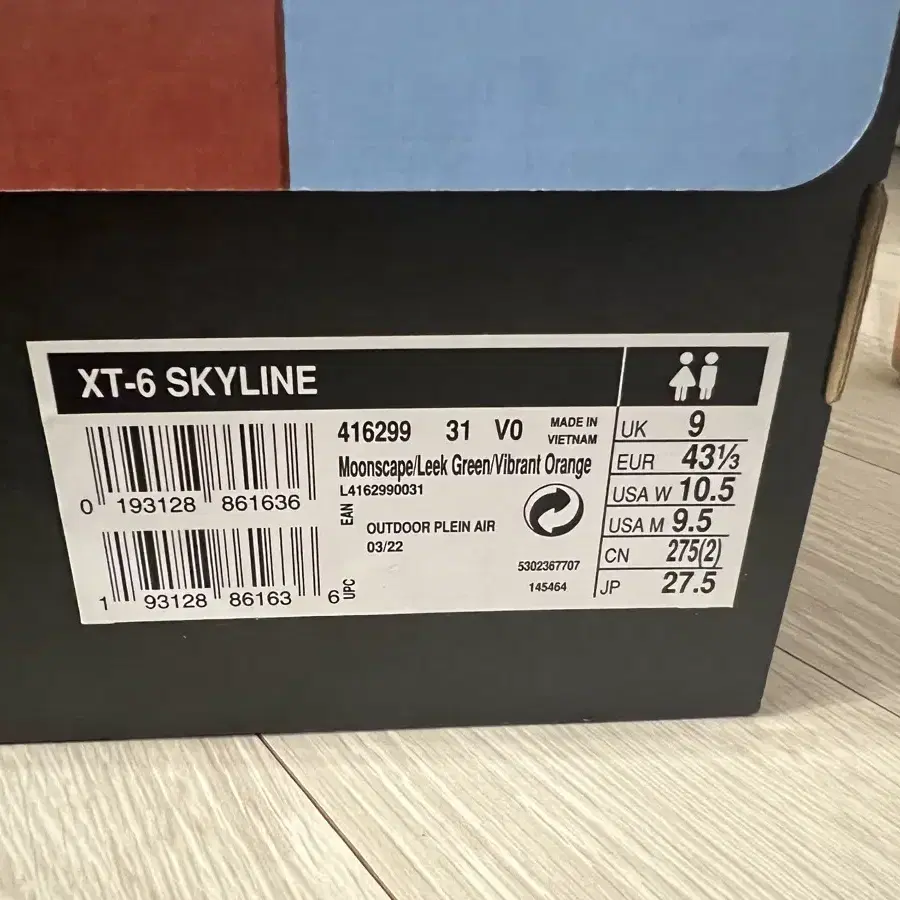 XT-6 SKYLINE
416299 31 V0
MADE IN
VIETNAM
Moonscape/Leek Green/Vibrant Orange
L4162990031
EAN
0 193128 861636
OUTDOOR PLEIN AIR
03/22
5302367707
145464
1 93128 86163 6
UPC
UK 9
EUR 43⅓
USA W 10.5
USA M 9.5
CN 275(2)
JP 27.5